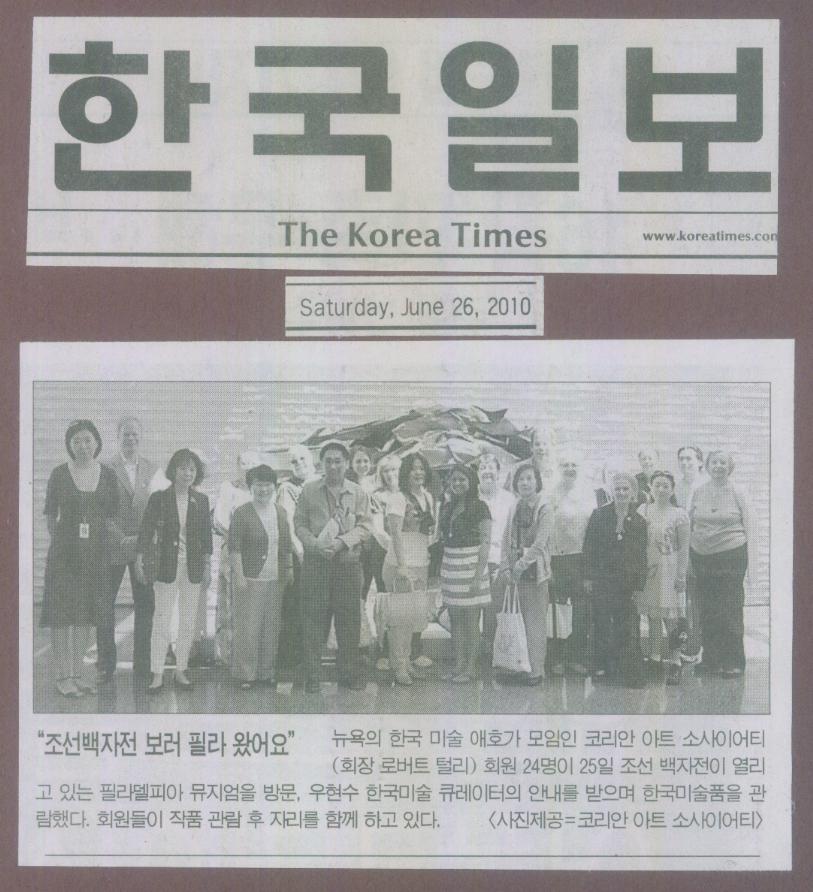 한국일보
The Korea Times
www.koreatimes.com
Saturday, June 26, 2010
“조선백자전 보러 필라 왔어요”
뉴욕의 한국 미술 애호가 모임인 코리안 아트 소사이어티
(회장 로버트 털리) 회원 24명이 25일 조선 백자전이 열리
고 있는 필라델피아 뮤지엄을 방문, 우현수 한국미술 큐레이터의 안내를 받으며 한국미술품을 관
람했다. 회원들이 작품 관람 후 자리를 함께 하고 있다. <사진제공=코리안 아트 소사이어티>